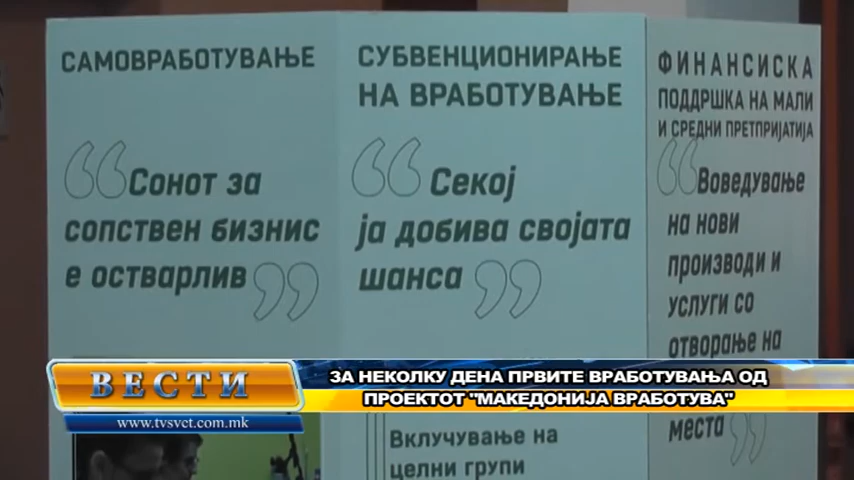 САМОВРАБОТУВАЊЕ
“Сонот за
сопствен бизнис
е остварлив”
СУБВЕНЦИОНИРАЊЕ
НА ВРАБОТУВАЊЕ
“Секој
ја добива својата
шанса”
ФИНАНСИСКА
ПОДДРШКА НА МАЛИ
И СРЕДНИ ПРЕТПРИЈАТИЈА
“Воведување
на нови
производи и
услуги со
отворање на
места”
Вклучување на
целни групи
ВЕСТИ
www.tvsvct.com.mk
ЗА НЕКОЛКУ ДЕНА ПРВИТЕ ВРАБОТУВАЊА ОД
ПРОЕКТОТ "МАКЕДОНИЈА ВРАБОТУВА"